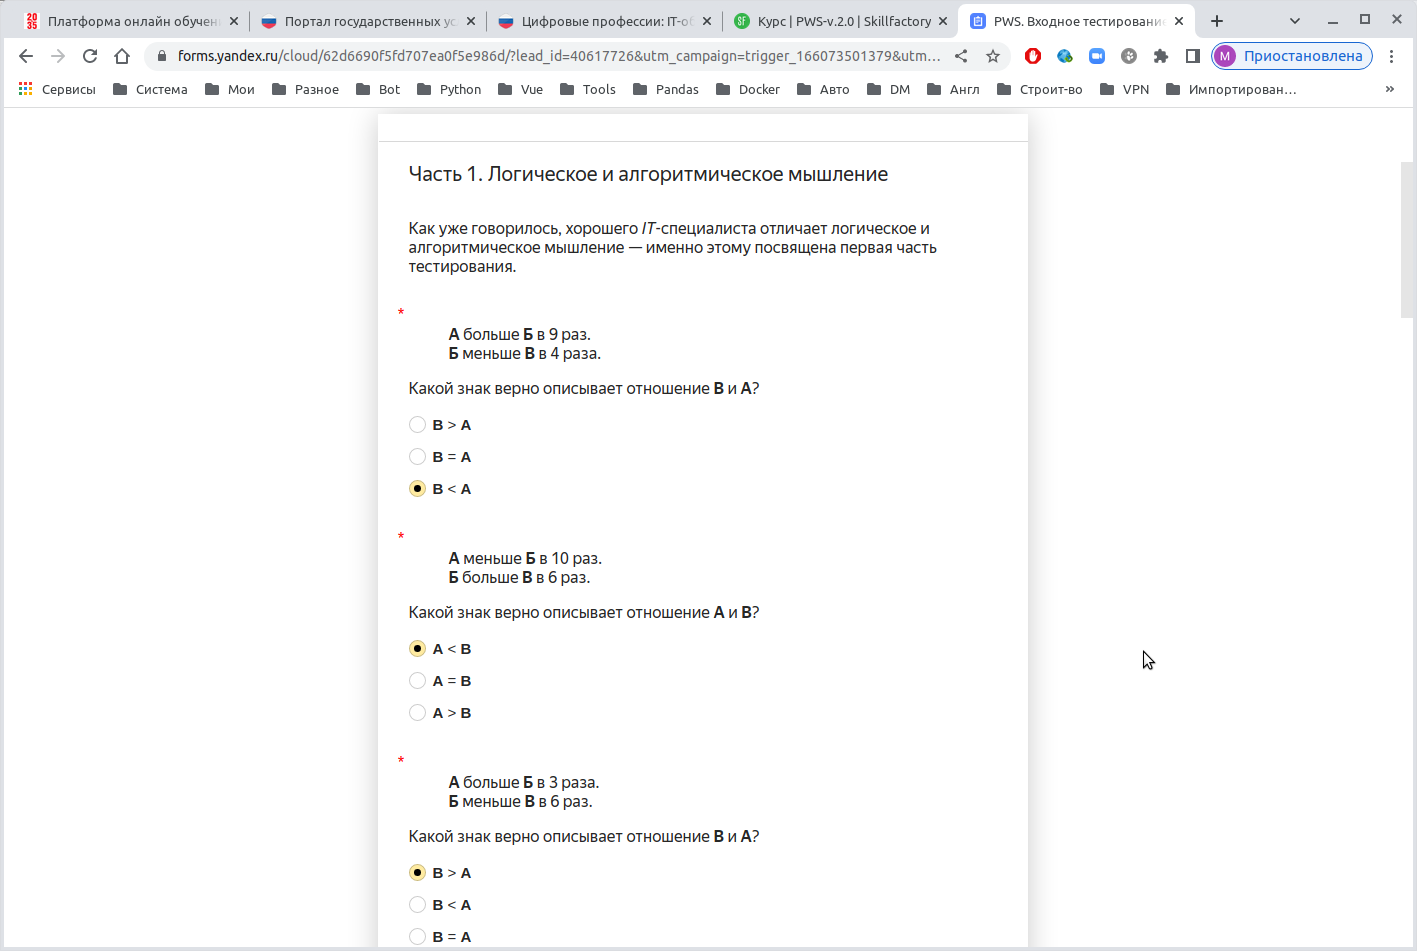 Платформа онлайн обучен
Портал государственных ус
Цифровые профессии: IT-об
Курс | PWS-v.2.0 | Skillfactory
PWS. Входное тестировани
forms.yandex.ru/cloud/62d6690f5fd707ea0f5e986d/?lead_id=40617726&utm_campaign=trigger_166073501379&utm...
М Приостановлена
Сервисы Система Мои Разное Bot Python Vue Tools Pandas Docker Авто DM Англ Строит-во VPN Импортирован... »
Часть 1. Логическое и алгоритмическое мышление
Как уже говорилось, хорошего IT-специалиста отличает логическое и
алгоритмическое мышление — именно этому посвящена первая часть
тестирования.
*
А больше Б в 9 раз.
Б меньше В в 4 раза.
Какой знак верно описывает отношение В и А?
В > А
В = А
В < А
*
А меньше Б в 10 раз.
Б больше В в 6 раз.
Какой знак верно описывает отношение А и В?
А < В
А = В
А > В
*
А больше Б в 3 раза.
Б меньше В в 6 раз.
Какой знак верно описывает отношение В и А?
В > А
В < А
В = А